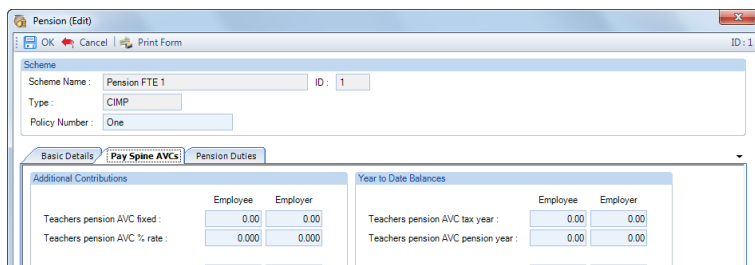 Pension (Edit)
OK Cancel Print Form ID : 1
Scheme
Scheme Name : Pension FTE 1 ID : 1
Type : CIMP
Policy Number : One
Basic Details Pay Spine AVCs Pension Duties
Additional Contributions Year to Date Balances
Employee Employer Employee Employer
Teachers pension AVC fixed : 0.00 0.00 Teachers pension AVC tax year : 0.00 0.00
Teachers pension AVC % rate : 0.000 0.000 Teachers pension AVC pension year : 0.00 0.00